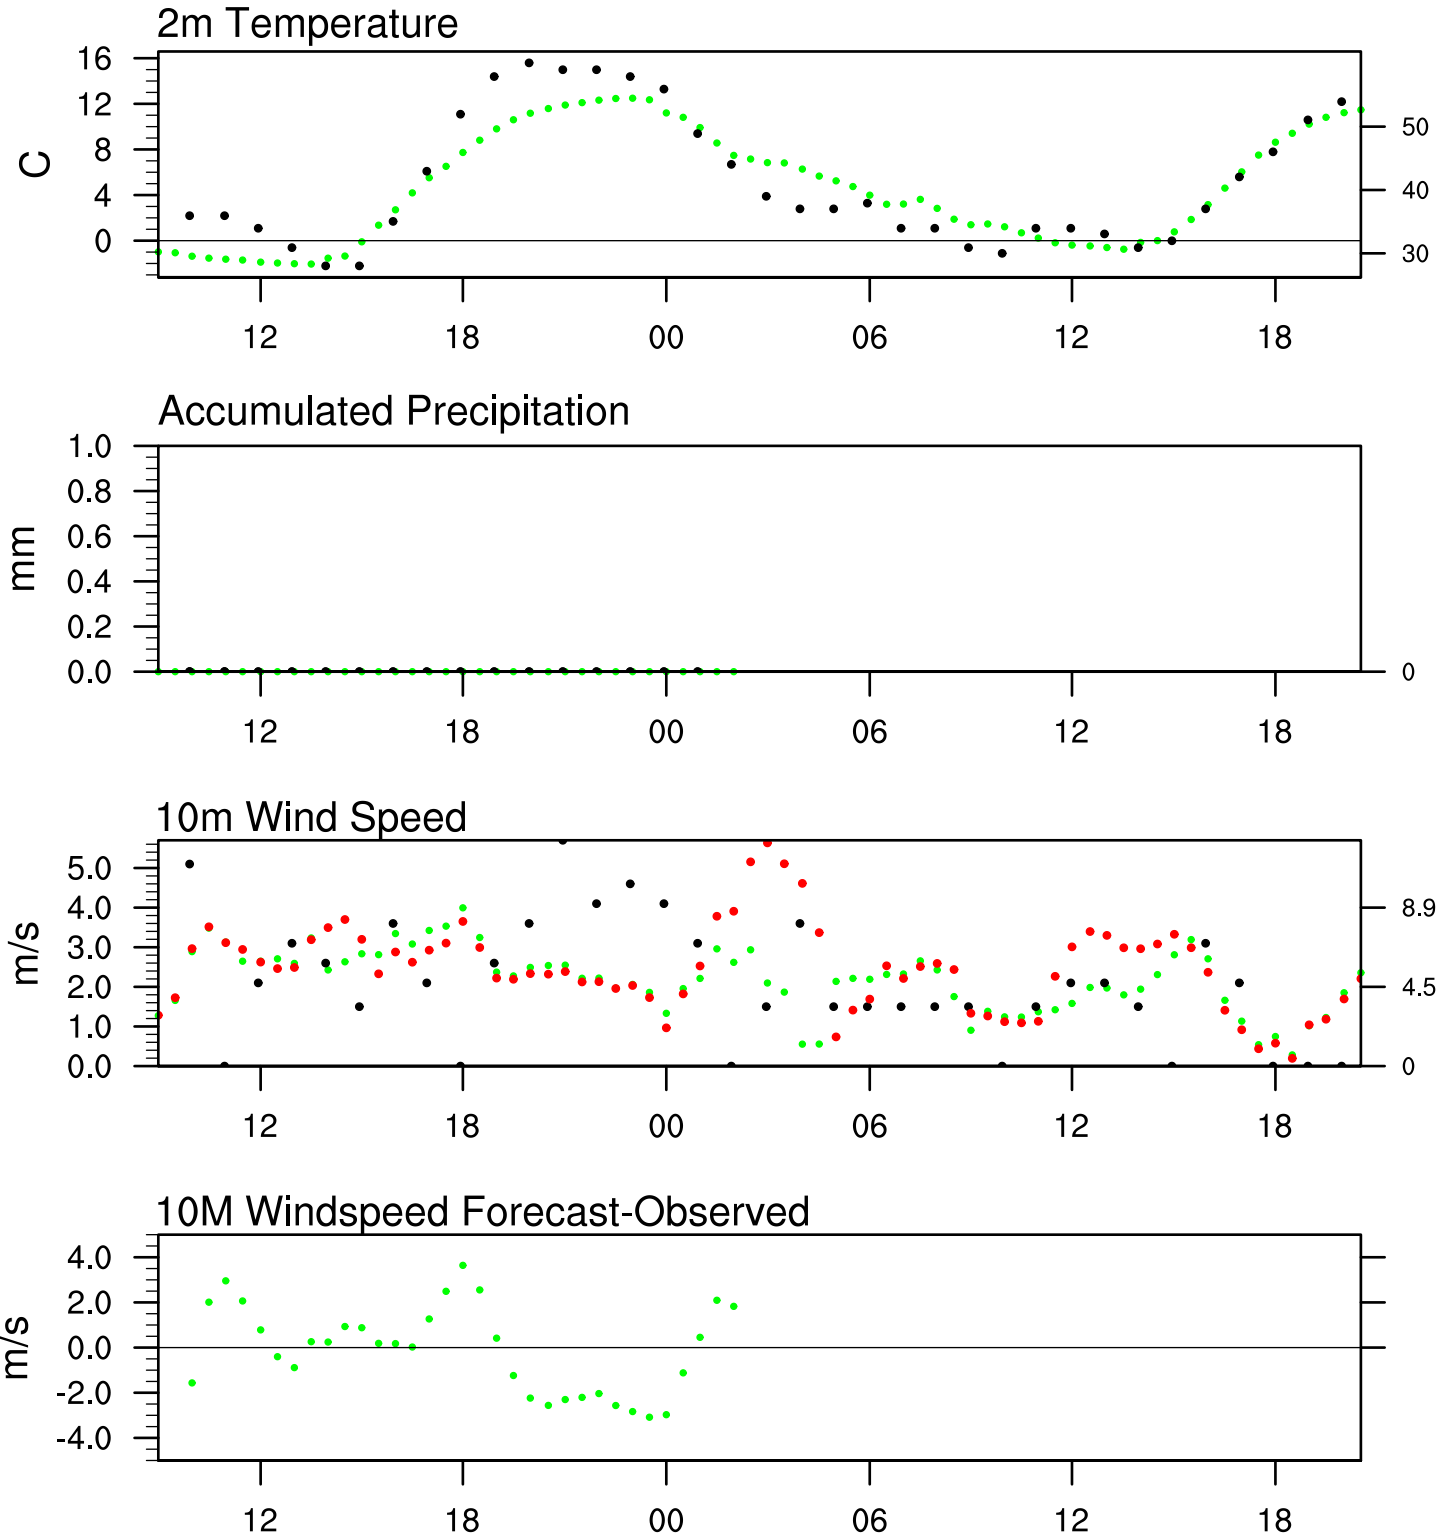 2m Temperature
16
12
8
4
0
C
50
40
30
12 18 00 06 12 18
Accumulated Precipitation
1.0
0.8
0.6
0.4
0.2
0.0
mm
0
12 18 00 06 12 18
10m Wind Speed
5.0
4.0
3.0
2.0
1.0
0.0
m/s
8.9
4.5
0
12 18 00 06 12 18
10M Windspeed Forecast-Observed
4.0
2.0
0.0
-2.0
-4.0
m/s
12 18 00 06 12 18